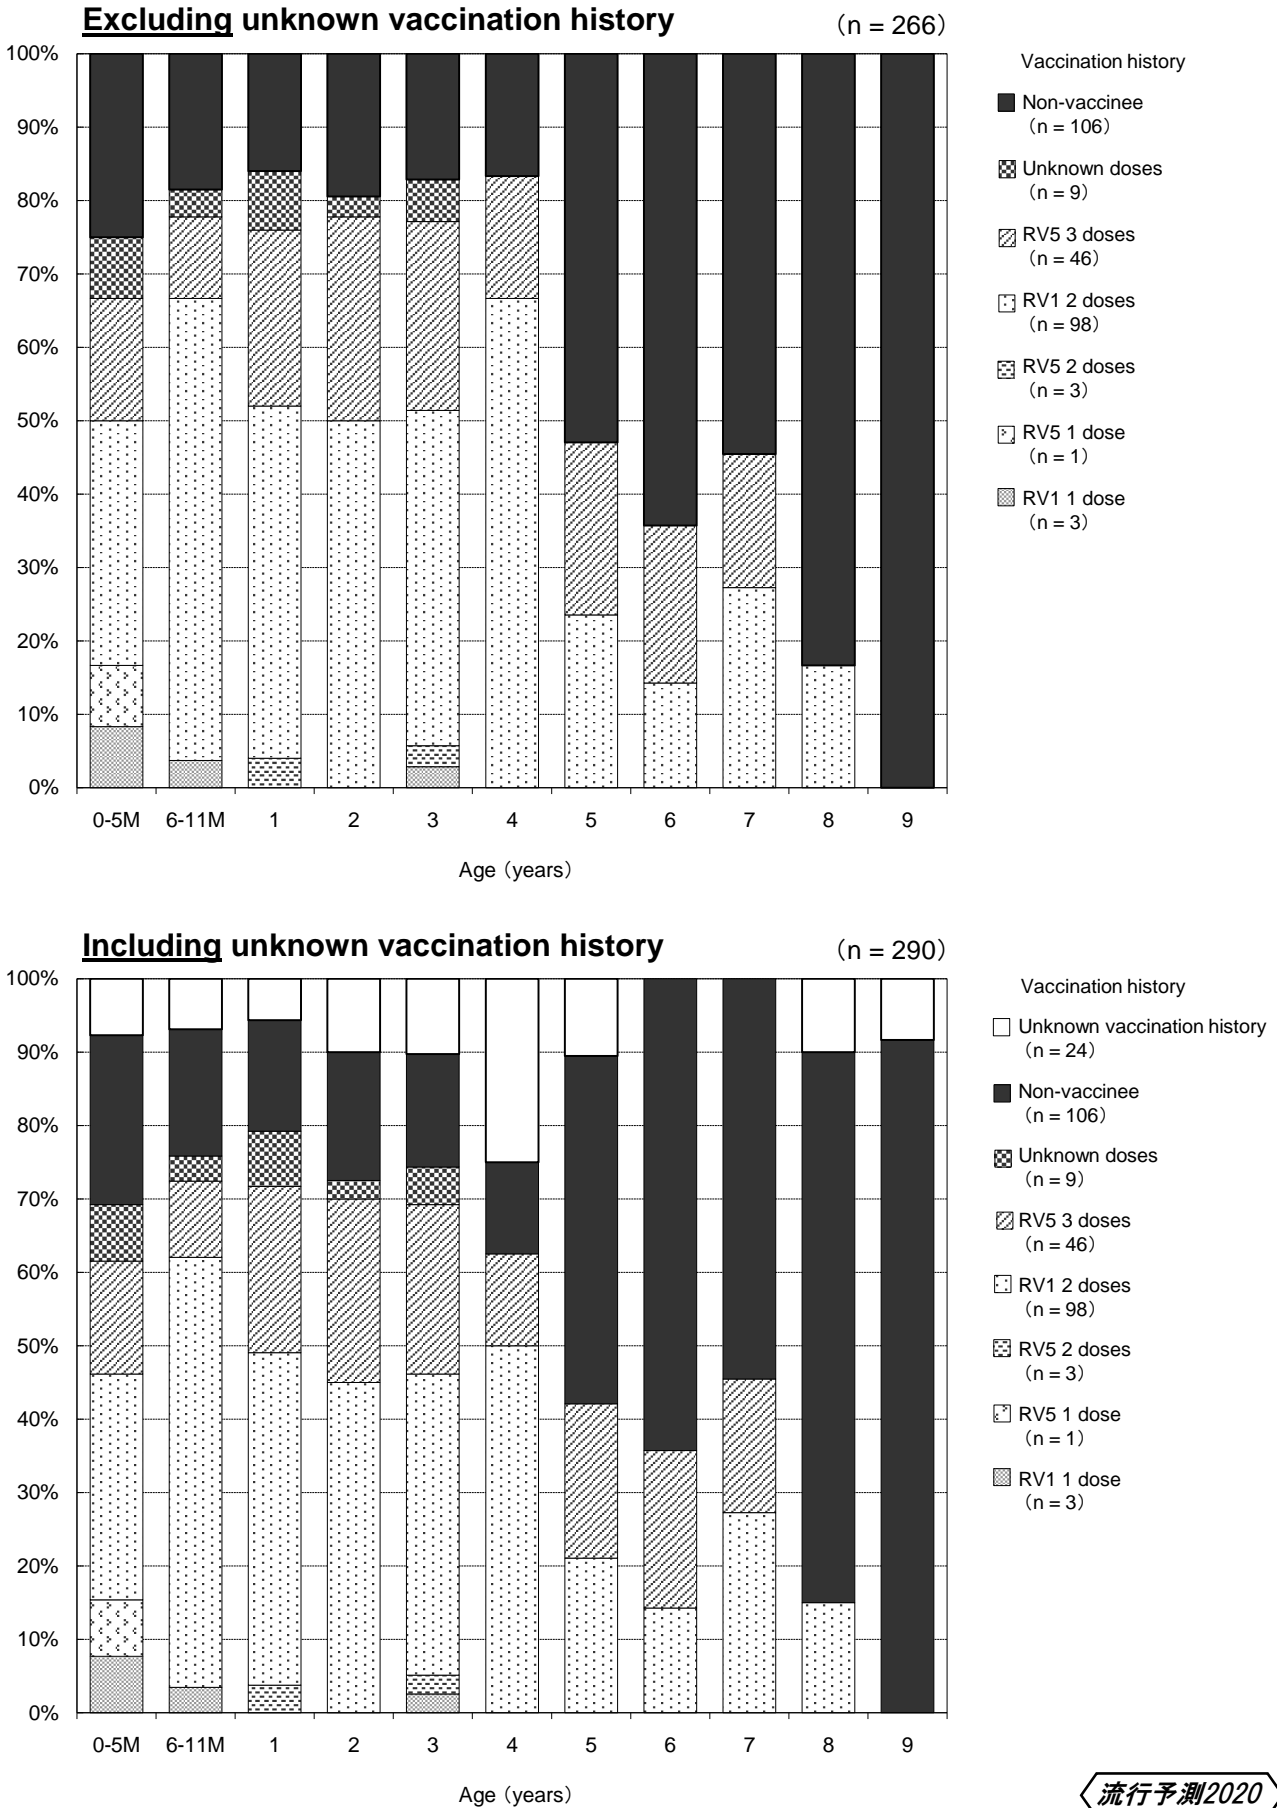 Excluding unknown vaccination history
（n = 266）
100%
90%
80%
70%
60%
50%
40%
30%
20%
10%
0%
0-5M 6-11M 1 2 3 4 5 6 7 8 9
Age（years）
Vaccination history
Non-vaccinee
（n = 106）
Unknown doses
（n = 9）
RV5 3 doses
（n = 46）
RV1 2 doses
（n = 98）
RV5 2 doses
（n = 3）
RV5 1 dose
（n = 1）
RV1 1 dose
（n = 3）
Including unknown vaccination history
（n = 290）
100%
90%
80%
70%
60%
50%
40%
30%
20%
10%
0%
0-5M 6-11M 1 2 3 4 5 6 7 8 9
Age（years）
Vaccination history
Unknown vaccination history
（n = 24）
Non-vaccinee
（n = 106）
Unknown doses
（n = 9）
RV5 3 doses
（n = 46）
RV1 2 doses
（n = 98）
RV5 2 doses
（n = 3）
RV5 1 dose
（n = 1）
RV1 1 dose
（n = 3）
流行予測2020